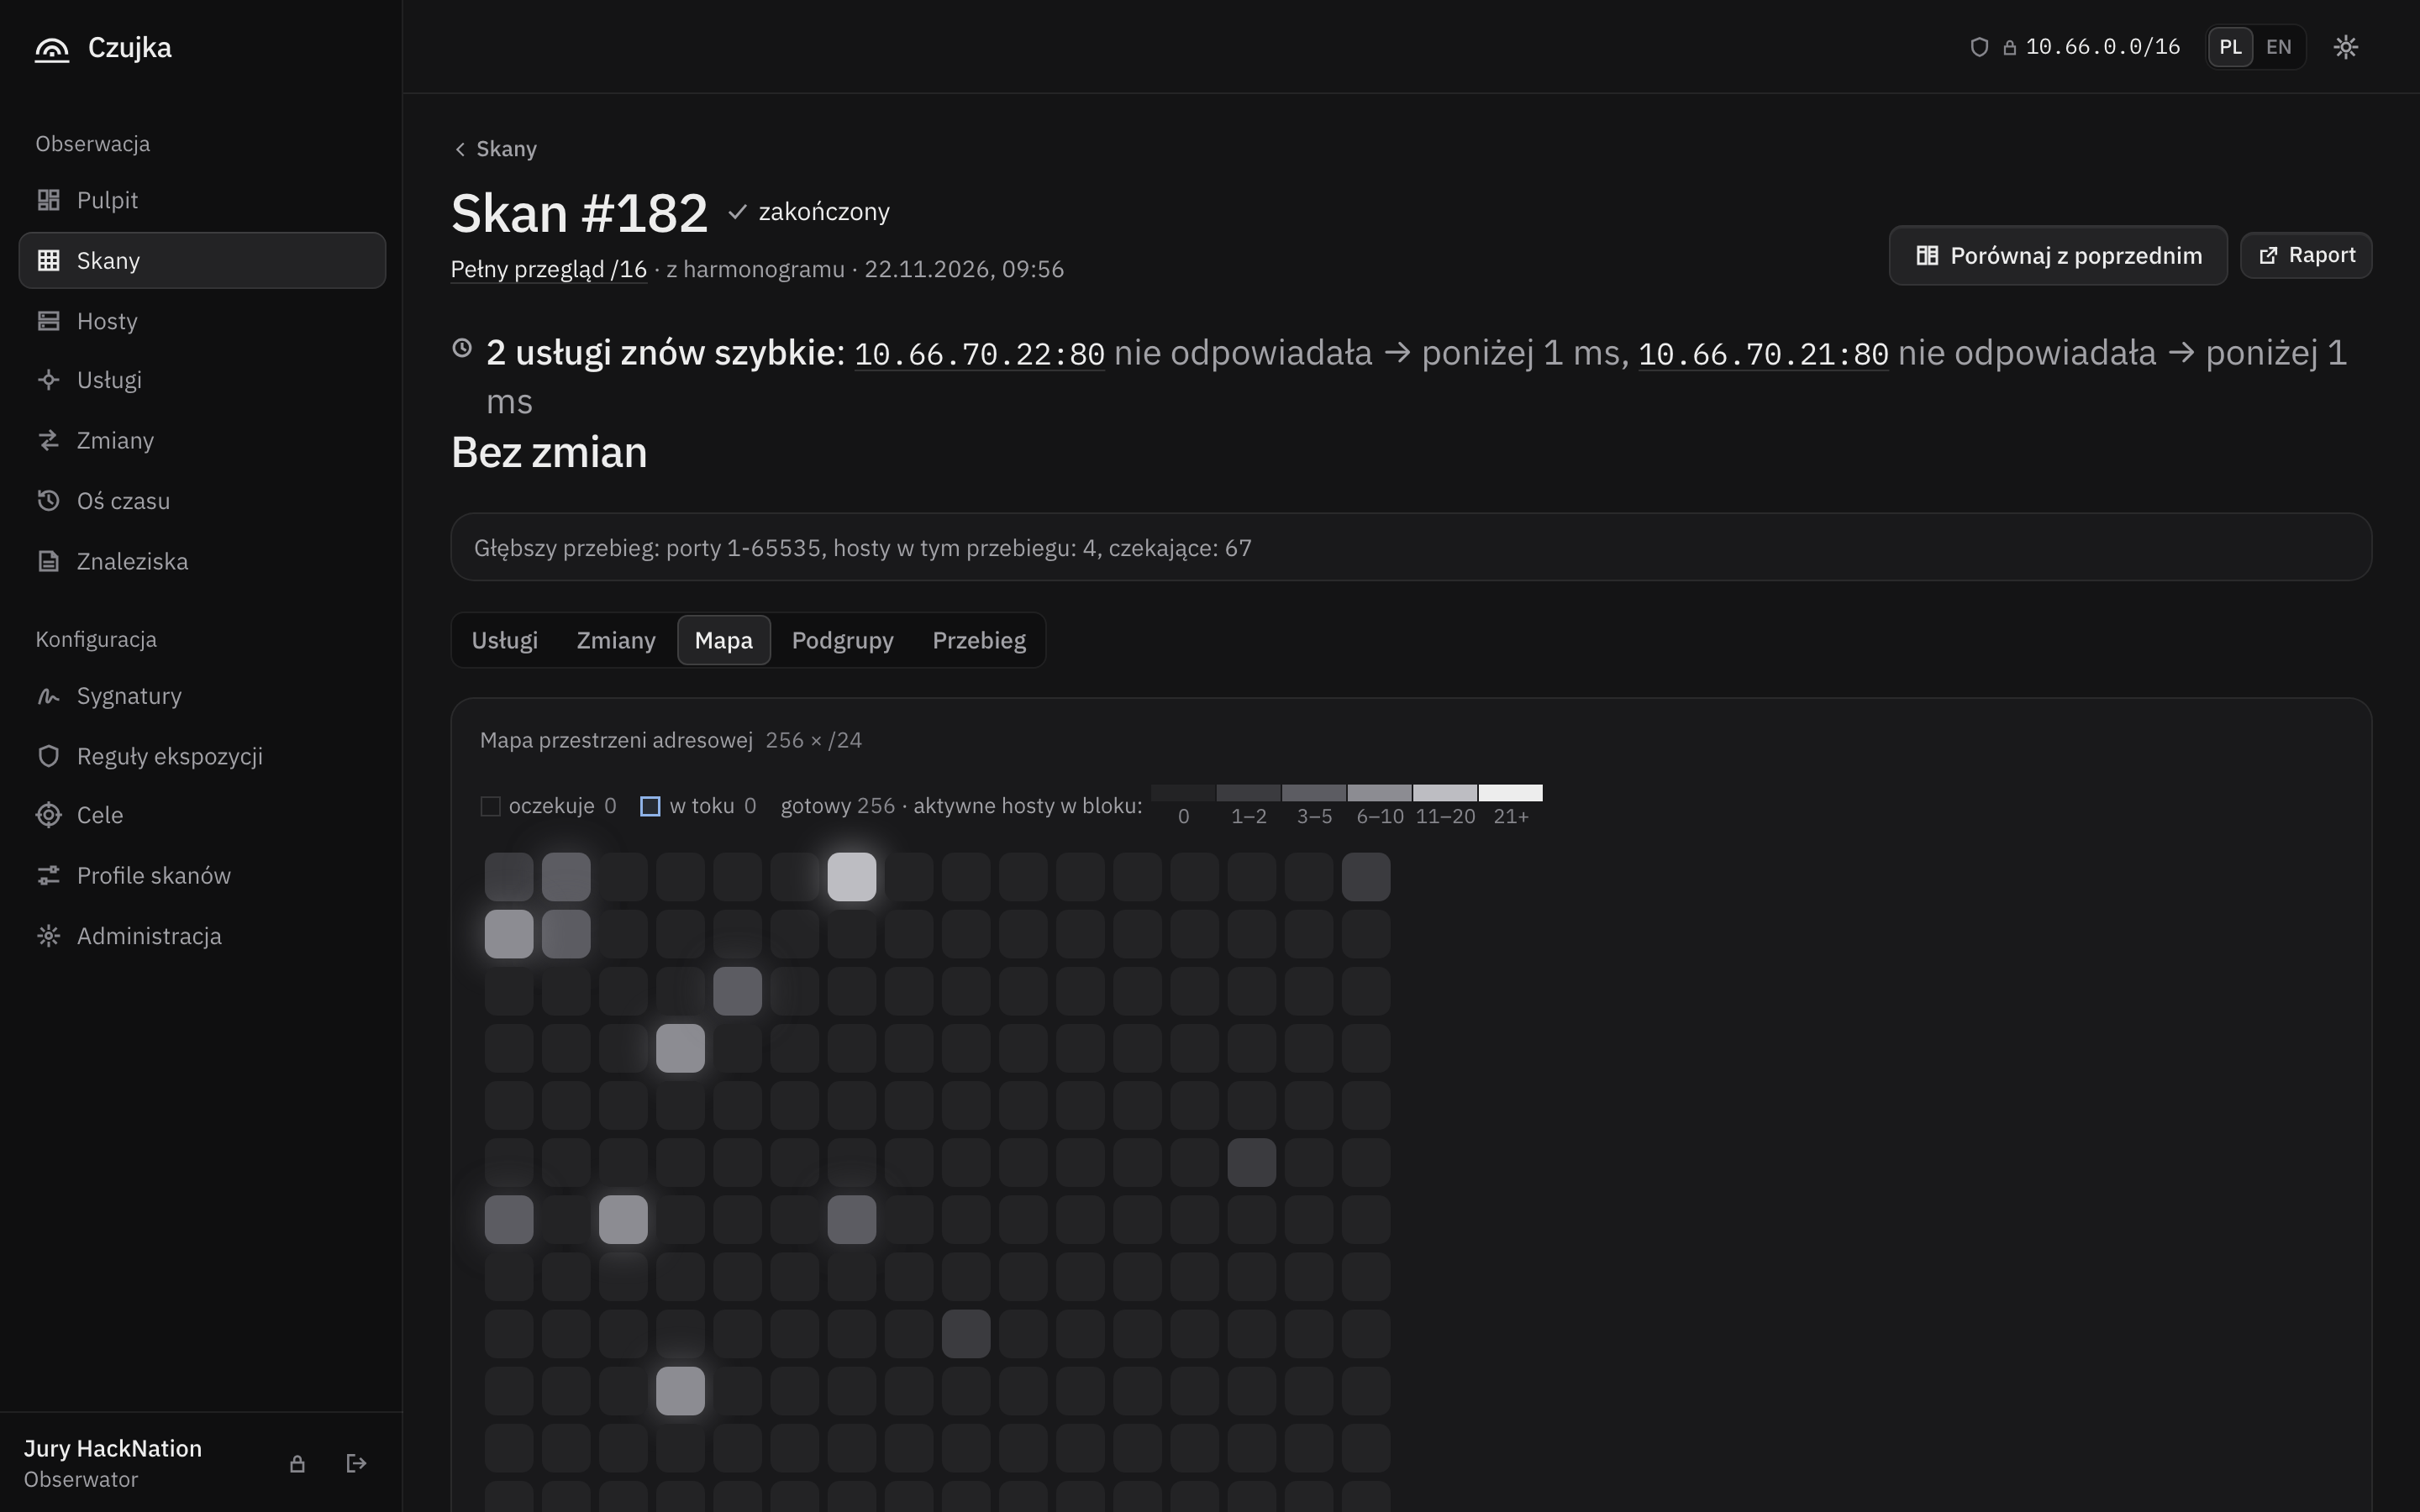 Czujka
10.66.0.0/16
PL EN
Obserwacja
Pulpit
Skany
Hosty
Usługi
Zmiany
Oś czasu
Znaleziska
Konfiguracja
Sygnatury
Reguły ekspozycji
Cele
Profile skanów
Administracja
Jury HackNation
Obserwator
Skany
Skan #182 zakończony
Pełny przegląd /16 · z harmonogramu · 22.11.2026, 09:56
Porównaj z poprzednim
Raport
2 usługi znów szybkie: 10.66.70.22:80 nie odpowiadała → poniżej 1 ms, 10.66.70.21:80 nie odpowiadała → poniżej 1
ms
Bez zmian
Głębszy przebieg: porty 1-65535, hosty w tym przebiegu: 4, czekające: 67
Usługi Zmiany Mapa Podgrupy Przebieg
Mapa przestrzeni adresowej 256 × /24
oczekuje 0 w toku 0 gotowy 256 · aktywne hosty w bloku:
0 1–2 3–5 6–10 11–20 21+